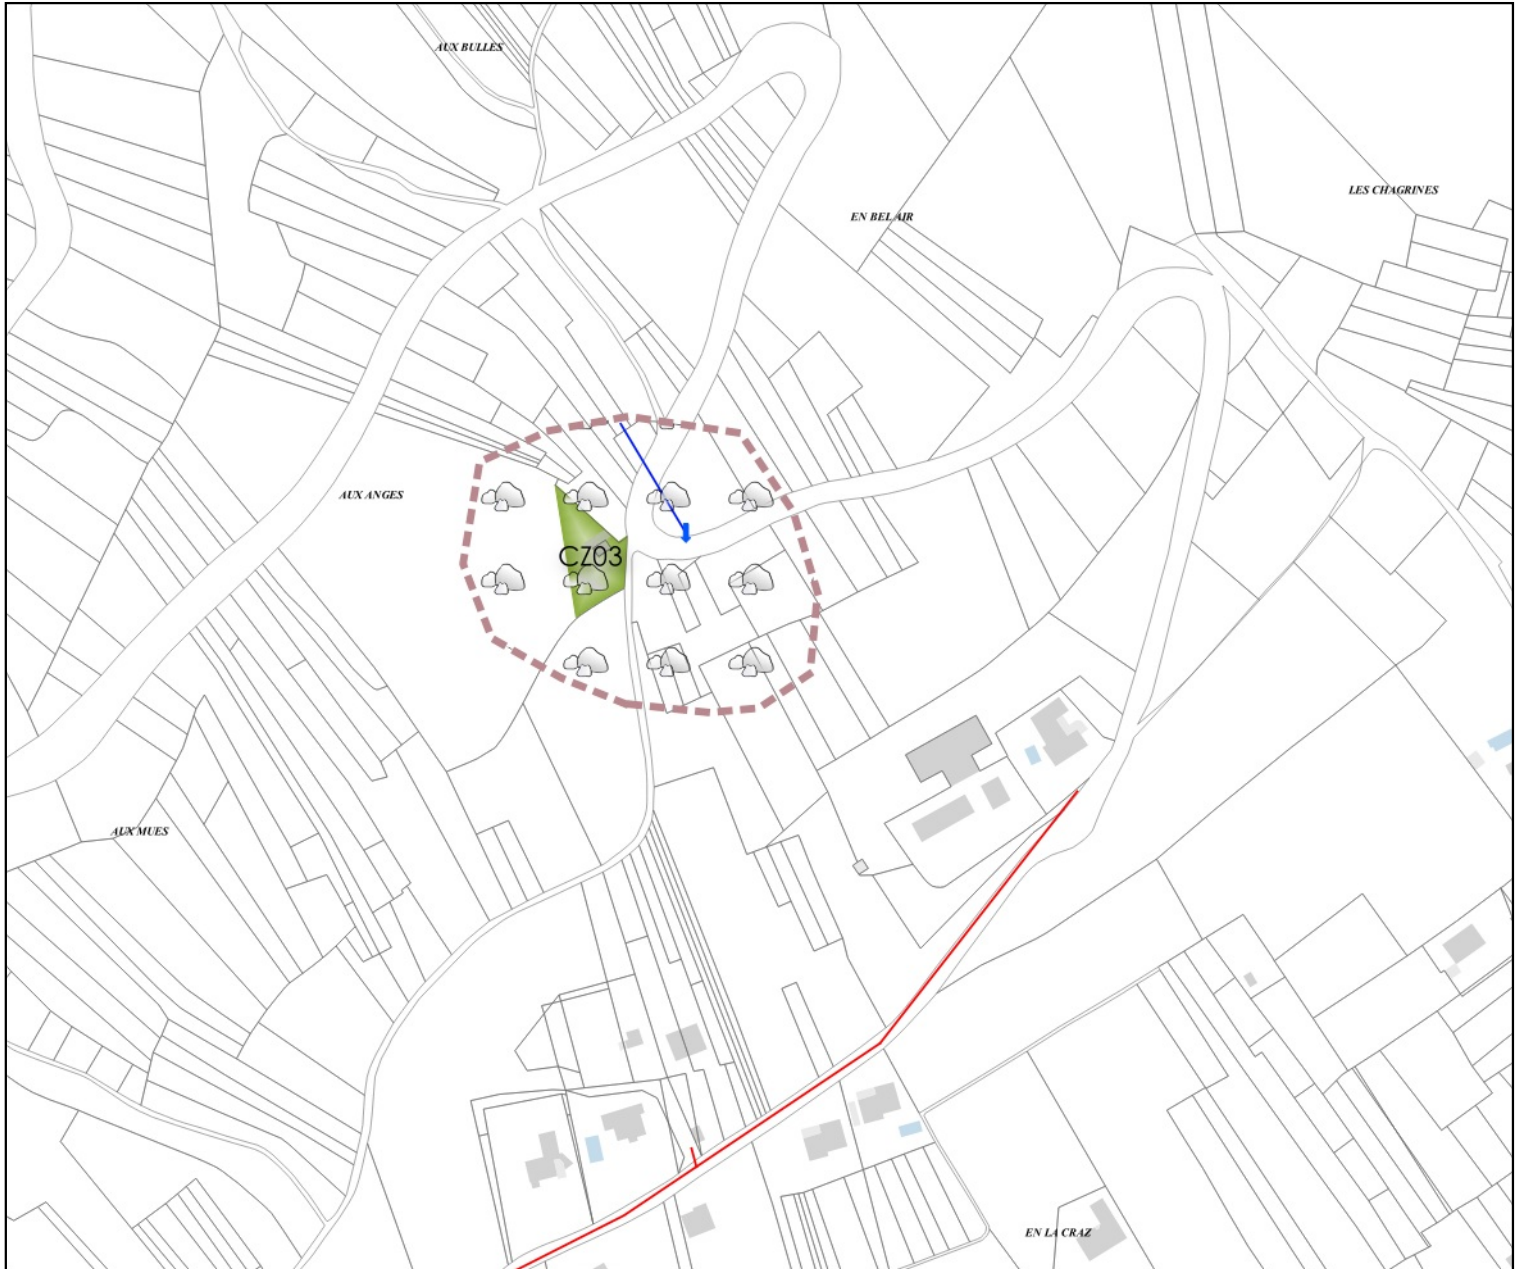 AUX BULLES
LES CHAGRINES
EN BEL AIR
AUX ANGES
CZ03
AUX MUES
EN LA CRAZ